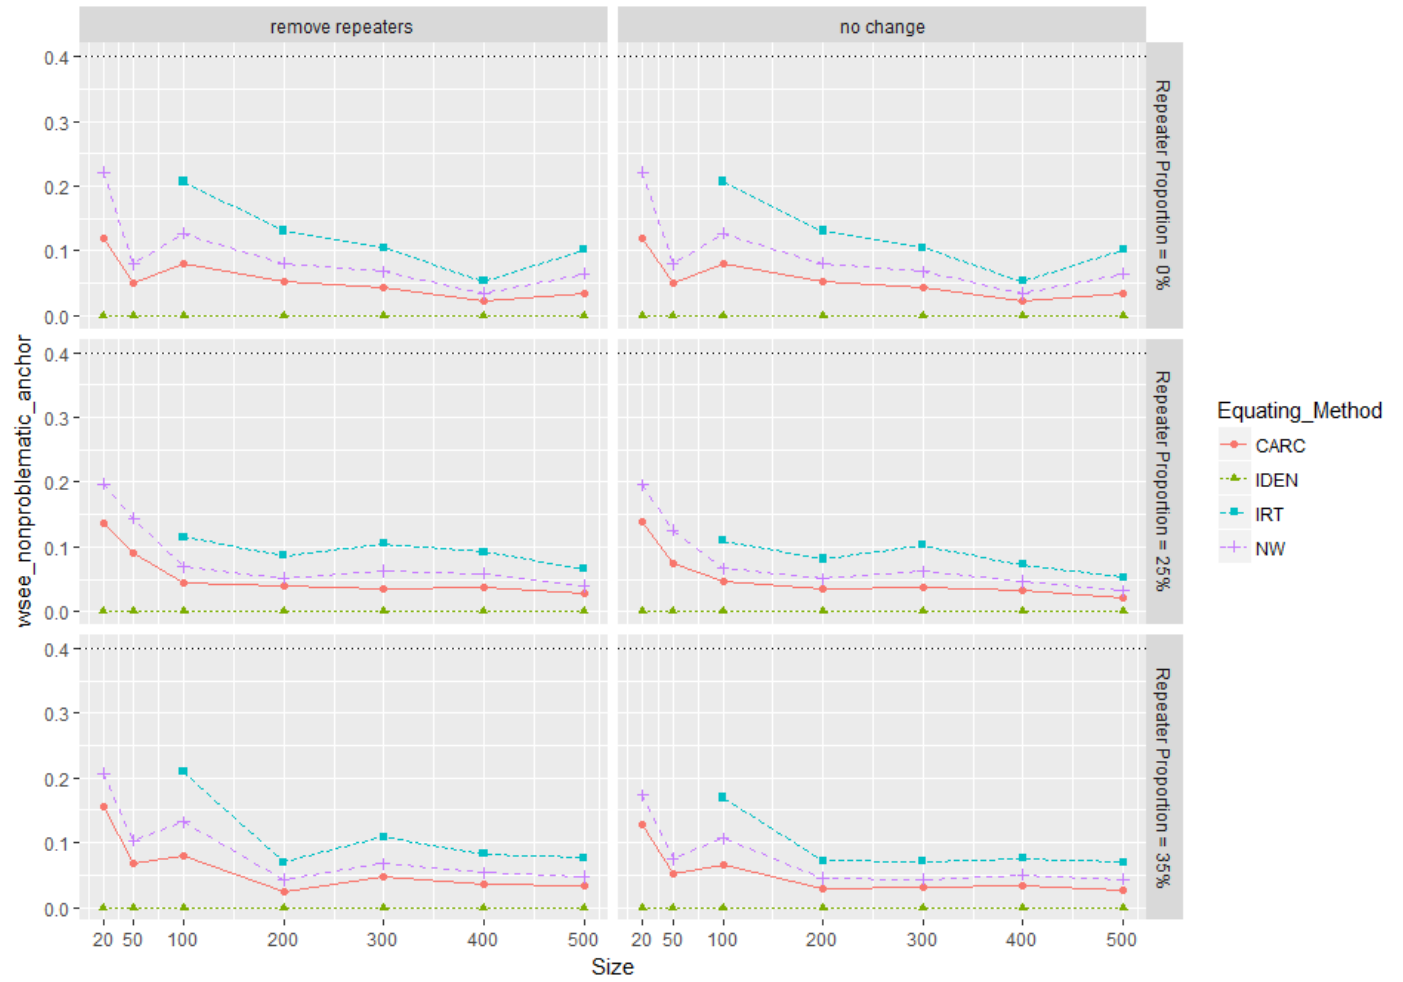 remove repeaters
no change
0.4
0.3
0.2
0.1
0.0
Repeater Proportion = 0%
0.4
0.3
0.2
0.1
0.0
Repeater Proportion = 25%
0.4
0.3
0.2
0.1
0.0
Repeater Proportion = 35%
wsee_nonproblematic_anchor
20 50 100 200 300 400 500
20 50 100 200 300 400 500
Size
Equating_Method
CARC
IDEN
IRT
NW